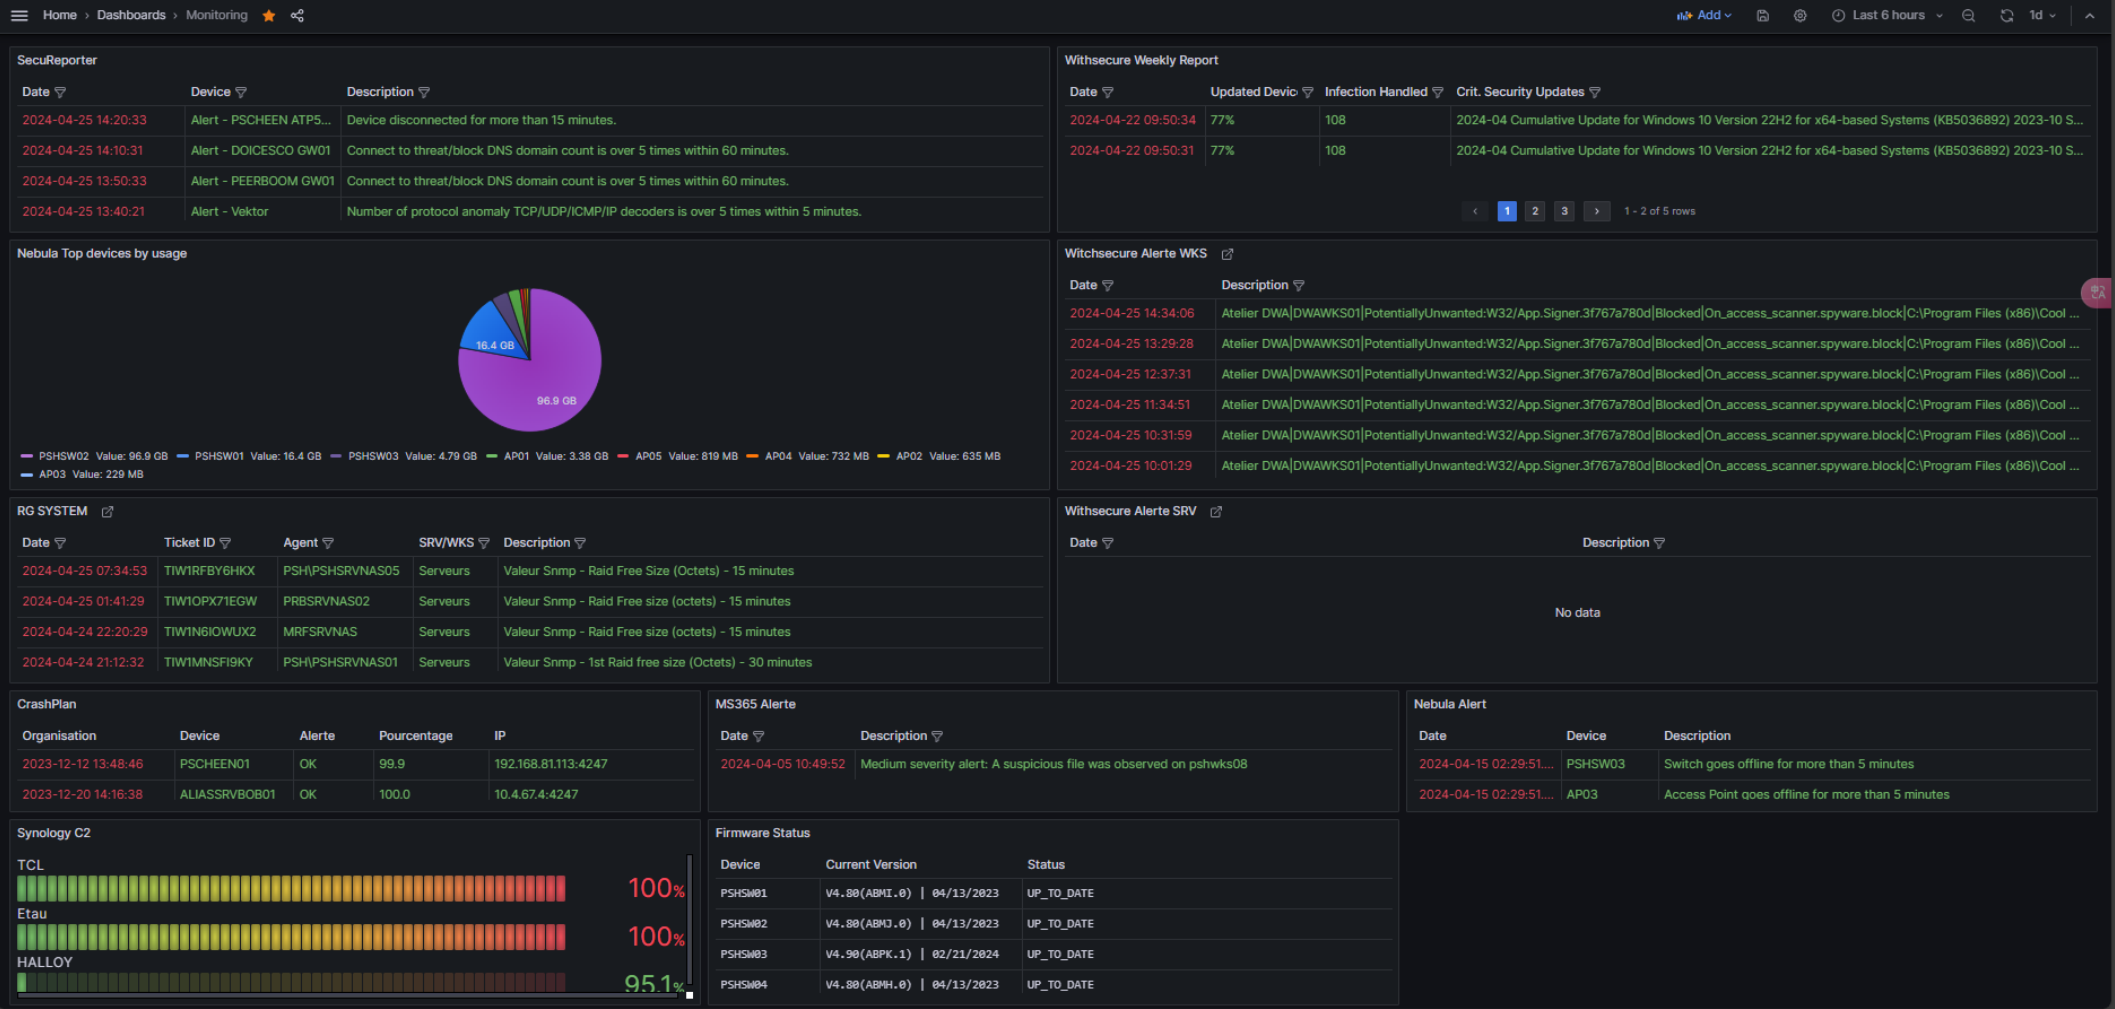 Home › Dashboards › Monitoring
Add
Last 6 hours
1d
SecuReporter
Date Device Description
2024-04-25 14:20:33 Alert - PSCHEEN ATP5... Device disconnected for more than 15 minutes.
2024-04-25 14:10:31 Alert - DOICESCO GW01 Connect to threat/block DNS domain count is over 5 times within 60 minutes.
2024-04-25 13:50:33 Alert - PEERBOOM GW01 Connect to threat/block DNS domain count is over 5 times within 60 minutes.
2024-04-25 13:40:21 Alert - Vektor Number of protocol anomaly TCP/UDP/ICMP/IP decoders is over 5 times within 5 minutes.
Withsecure Weekly Report
Date Updated Devic Infection Handled Crit. Security Updates
2024-04-22 09:50:34 77% 108 2024-04 Cumulative Update for Windows 10 Version 22H2 for x64-based Systems (KB5036892) 2023-10 S...
2024-04-22 09:50:31 77% 108 2024-04 Cumulative Update for Windows 10 Version 22H2 for x64-based Systems (KB5036892) 2023-10 S...
‹ 1 2 3 › 1 - 2 of 5 rows
Nebula Top devices by usage
16.4 GB
96.9 GB
PSHSW02 Value: 96.9 GB PSHSW01 Value: 16.4 GB PSHSW03 Value: 4.79 GB AP01 Value: 3.38 GB AP05 Value: 819 MB AP04 Value: 732 MB AP02 Value: 635 MB
AP03 Value: 229 MB
Witchsecure Alerte WKS
Date Description
2024-04-25 14:34:06 Atelier DWA|DWAWKS01|PotentiallyUnwanted:W32/App.Signer.3f767a780d|Blocked|On_access_scanner.spyware.block|C:\Program Files (x86)\Cool ...
2024-04-25 13:29:28 Atelier DWA|DWAWKS01|PotentiallyUnwanted:W32/App.Signer.3f767a780d|Blocked|On_access_scanner.spyware.block|C:\Program Files (x86)\Cool ...
2024-04-25 12:37:31 Atelier DWA|DWAWKS01|PotentiallyUnwanted:W32/App.Signer.3f767a780d|Blocked|On_access_scanner.spyware.block|C:\Program Files (x86)\Cool ...
2024-04-25 11:34:51 Atelier DWA|DWAWKS01|PotentiallyUnwanted:W32/App.Signer.3f767a780d|Blocked|On_access_scanner.spyware.block|C:\Program Files (x86)\Cool ...
2024-04-25 10:31:59 Atelier DWA|DWAWKS01|PotentiallyUnwanted:W32/App.Signer.3f767a780d|Blocked|On_access_scanner.spyware.block|C:\Program Files (x86)\Cool ...
2024-04-25 10:01:29 Atelier DWA|DWAWKS01|PotentiallyUnwanted:W32/App.Signer.3f767a780d|Blocked|On_access_scanner.spyware.block|C:\Program Files (x86)\Cool ...
RG SYSTEM
Date Ticket ID Agent SRV/WKS Description
2024-04-25 07:34:53 TIW1RFBY6HKX PSH\PSHSRVNAS05 Serveurs Valeur Snmp - Raid Free Size (Octets) - 15 minutes
2024-04-25 01:41:29 TIW1OPX71EGW PRBSRVNAS02 Serveurs Valeur Snmp - Raid Free size (octets) - 15 minutes
2024-04-24 22:20:29 TIW1N6IOWUX2 MRFSRVNAS Serveurs Valeur Snmp - Raid Free size (octets) - 15 minutes
2024-04-24 21:12:32 TIW1MNSFI9KY PSH\PSHSRVNAS01 Serveurs Valeur Snmp - 1st Raid free size (Octets) - 30 minutes
Withsecure Alerte SRV
Date Description
No data
CrashPlan
Organisation Device Alerte Pourcentage IP
2023-12-12 13:48:46 PSCHEEN01 OK 99.9 192.168.81.113:4247
2023-12-20 14:16:38 ALIASSRVBOB01 OK 100.0 10.4.67.4:4247
MS365 Alerte
Date Description
2024-04-05 10:49:52 Medium severity alert: A suspicious file was observed on pshwks08
Nebula Alert
Date Device Description
2024-04-15 02:29:51.... PSHSW03 Switch goes offline for more than 5 minutes
2024-04-15 02:29:51.... AP03 Access Point goes offline for more than 5 minutes
Synology C2
TCL
100%
Etau
100%
HALLOY
95.1%
Firmware Status
Device Current Version Status
PSHSW01 V4.80(ABMI.0) | 04/13/2023 UP_TO_DATE
PSHSW02 V4.80(ABMJ.0) | 04/13/2023 UP_TO_DATE
PSHSW03 V4.90(ABPK.1) | 02/21/2024 UP_TO_DATE
PSHSW04 V4.80(ABMH.0) | 04/13/2023 UP_TO_DATE